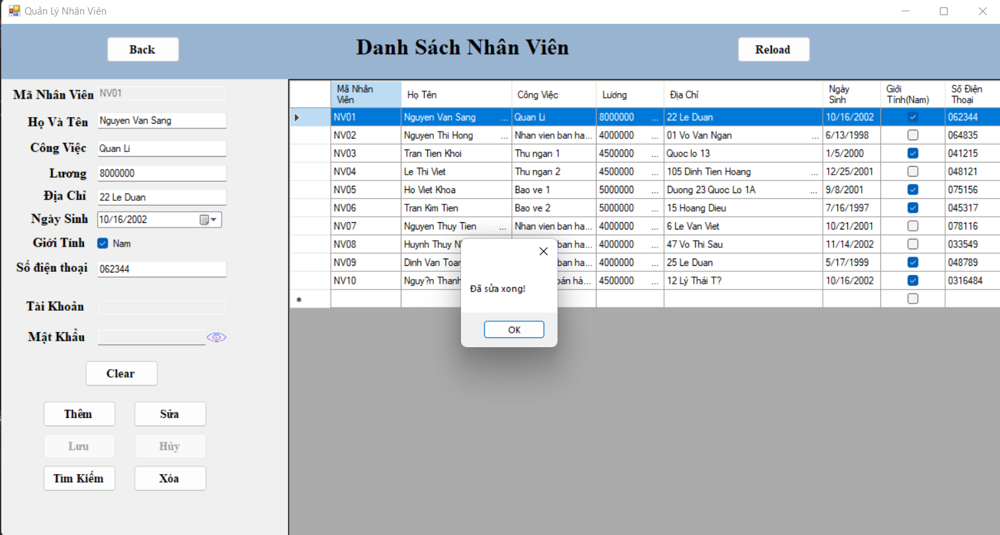 Quản Lý Nhân Viên
Back
Danh Sách Nhân Viên
Reload
Mã Nhân Viên NV01
Họ Và Tên Nguyen Van Sang
Công Việc Quan Li
Lương 8000000
Địa Chỉ 22 Le Duan
Ngày Sinh 10/16/2002
Giới Tính Nam
Số điện thoại 062344
Tài Khoản
Mật Khẩu
Clear
Thêm Sửa
Lưu Hủy
Tìm Kiếm Xóa
Mã Nhân Viên Họ Tên Công Việc Lương Địa Chỉ Ngày Sinh Giới Tính(Nam) Số Điện Thoại
NV01 Nguyen Van Sang ... Quan Li 8000000 ... 22 Le Duan 10/16/2002 062344
NV02 Nguyen Thi Hong ... Nhan vien ban ha... 4000000 ... 01 Vo Van Ngan ... 6/13/1998 064835
NV03 Tran Tien Khoi Thu ngan 1 4500000 ... Quoc lo 13 1/5/2000 041215
NV04 Le Thi Viet Thu ngan 2 4500000 ... 105 Dinh Tien Hoang ... 12/25/2001 048121
NV05 Ho Viet Khoa Bao ve 1 5000000 ... Duong 23 Quoc Lo 1A ... 9/8/2001 075156
NV06 Tran Kim Tien Bao ve 2 5000000 ... 15 Hoang Dieu 7/16/1997 045317
NV07 Nguyen Thuy Tien ... Nhan vien ban ha... 4000000 ... 6 Le Van Viet 10/21/2001 078116
NV08 Huynh Thuy ban ha... 4000000 ... 47 Vo Thi Sau 11/14/2002 033549
NV09 Dinh Van Toan ban ha... 4000000 ... 25 Le Duan 5/17/1999 048789
NV10 Nguy?n Thanh bán hà... 4500000 ... 12 Lý Thái T? 10/16/2002 0316484
Đã sửa xong!
OK